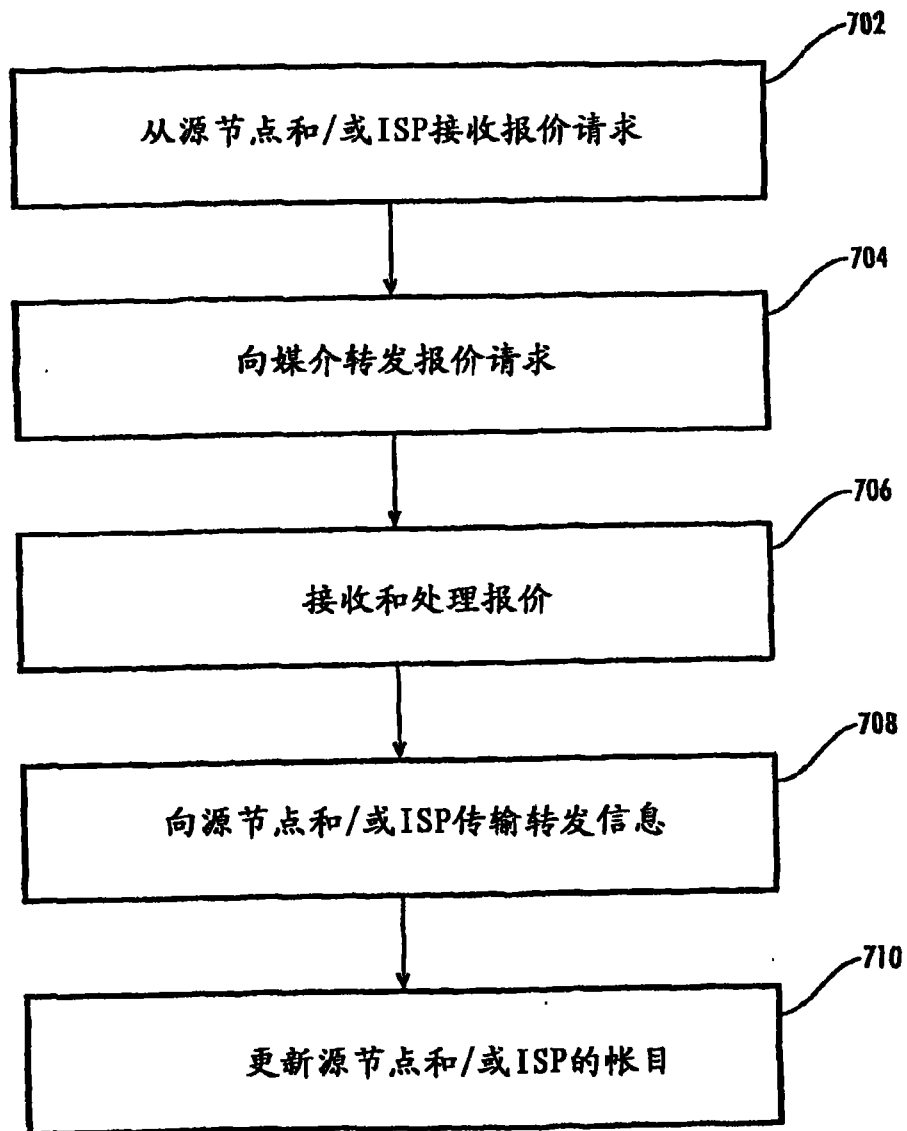 702
从源节点和/或ISP接收报价请求
704
向媒介转发报价请求
706
接收和处理报价
708
向源节点和/或ISP传输转发信息
710
更新源节点和/或ISP的帐目